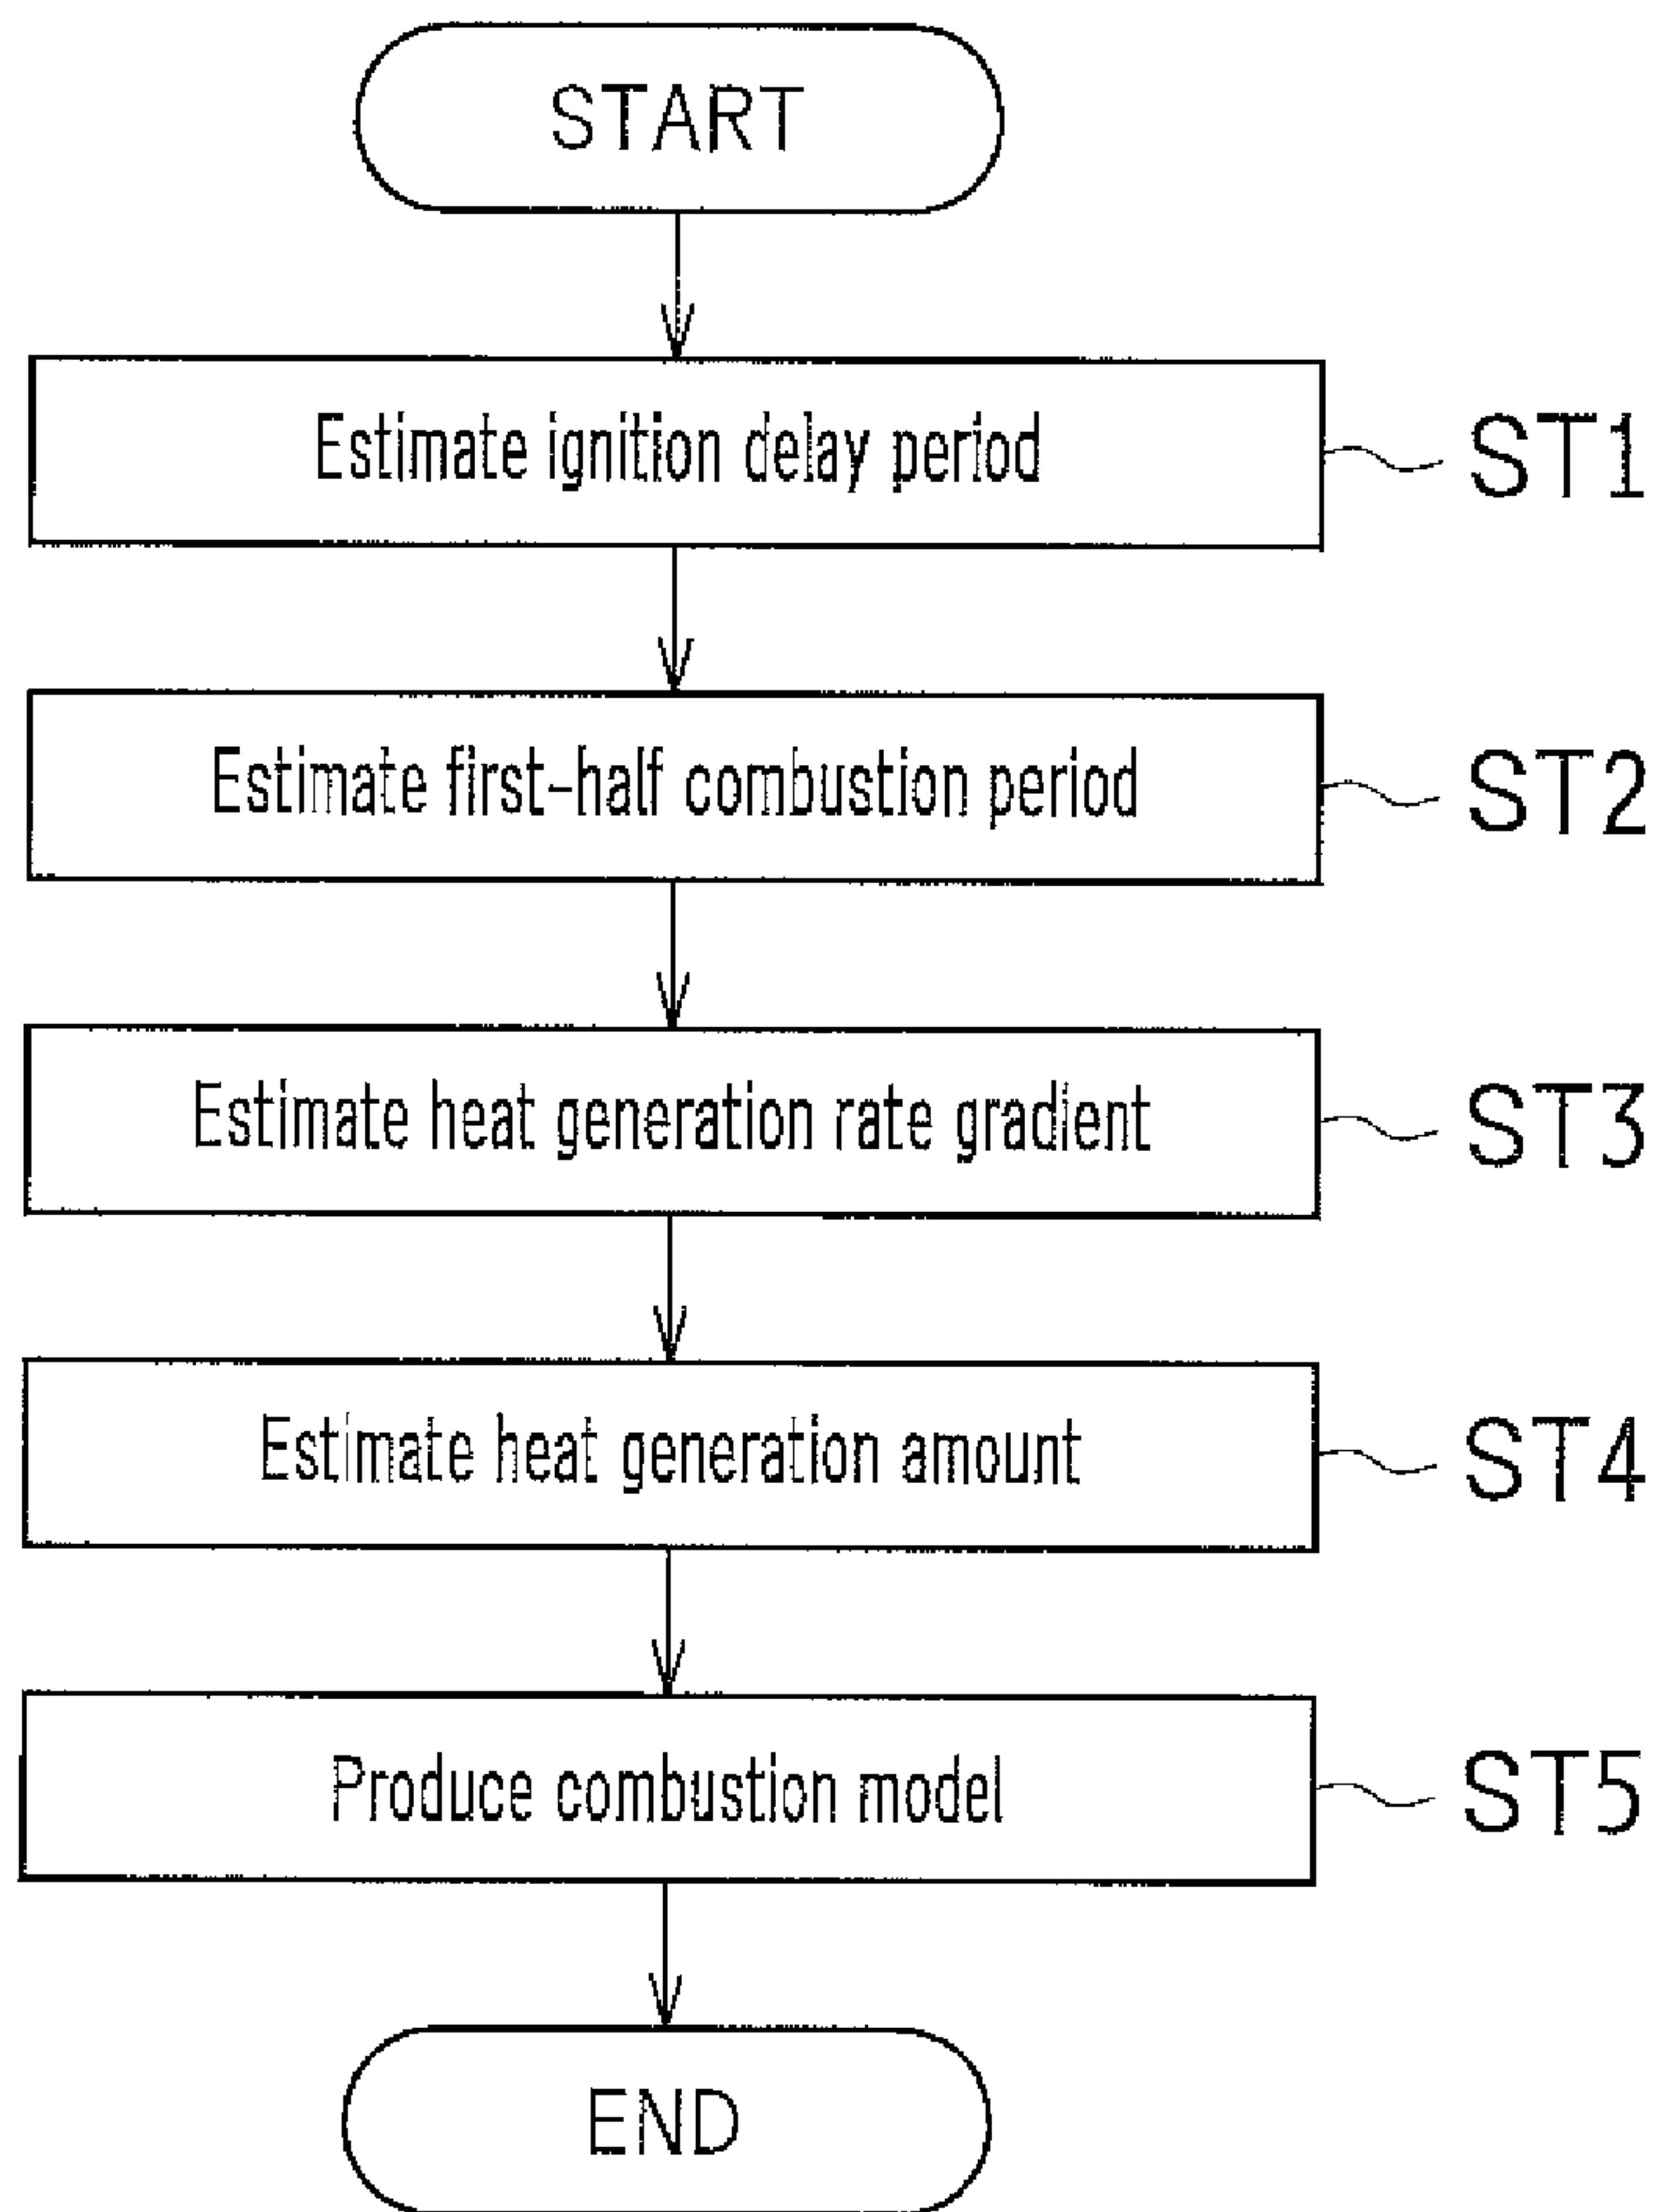 START
Estimate ignition delay period ST1
Estimate first-half combustion period ST2
Estimate heat generation rate gradient ST3
Estimate heat generation amount ST4
Produce combustion model ST5
END